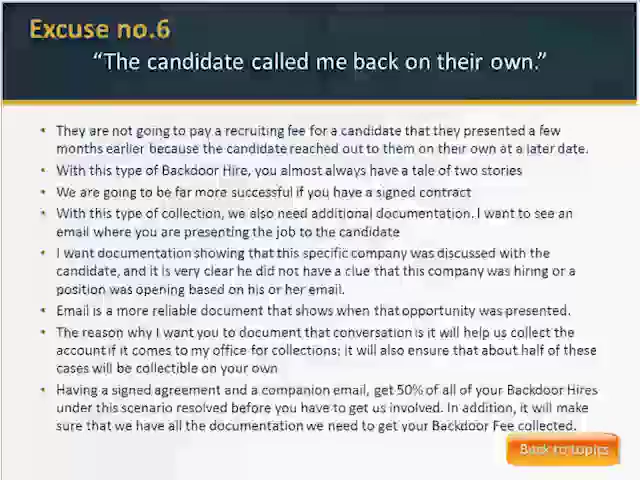 Excuse no.6
“The candidate called me back on their own.”
• They are not going to pay a recruiting fee for a candidate that they presented a few
months earlier because the candidate reached out to them on their own at a later date.
• With this type of Backdoor Hire, you almost always have a tale of two stories
• We are going to be far more successful if you have a signed contract
• With this type of collection, we also need additional documentation. I want to see an
email where you are presenting the job to the candidate
• I want documentation showing that this specific company was discussed with the
candidate, and it is very clear he did not have a clue that this company was hiring or a
position was opening based on his or her email.
• Email is a more reliable document that shows when that opportunity was presented.
• The reason why I want you to document that conversation is it will help us collect the
account if it comes to my office for collections; it will also ensure that about half of these
cases will be collectible on your own
• Having a signed agreement and a companion email, get 50% of all of your Backdoor Hires
under this scenario resolved before you have to get us involved. In addition, it will make
sure that we have all the documentation we need to get your Backdoor Fee collected.
Back to topics